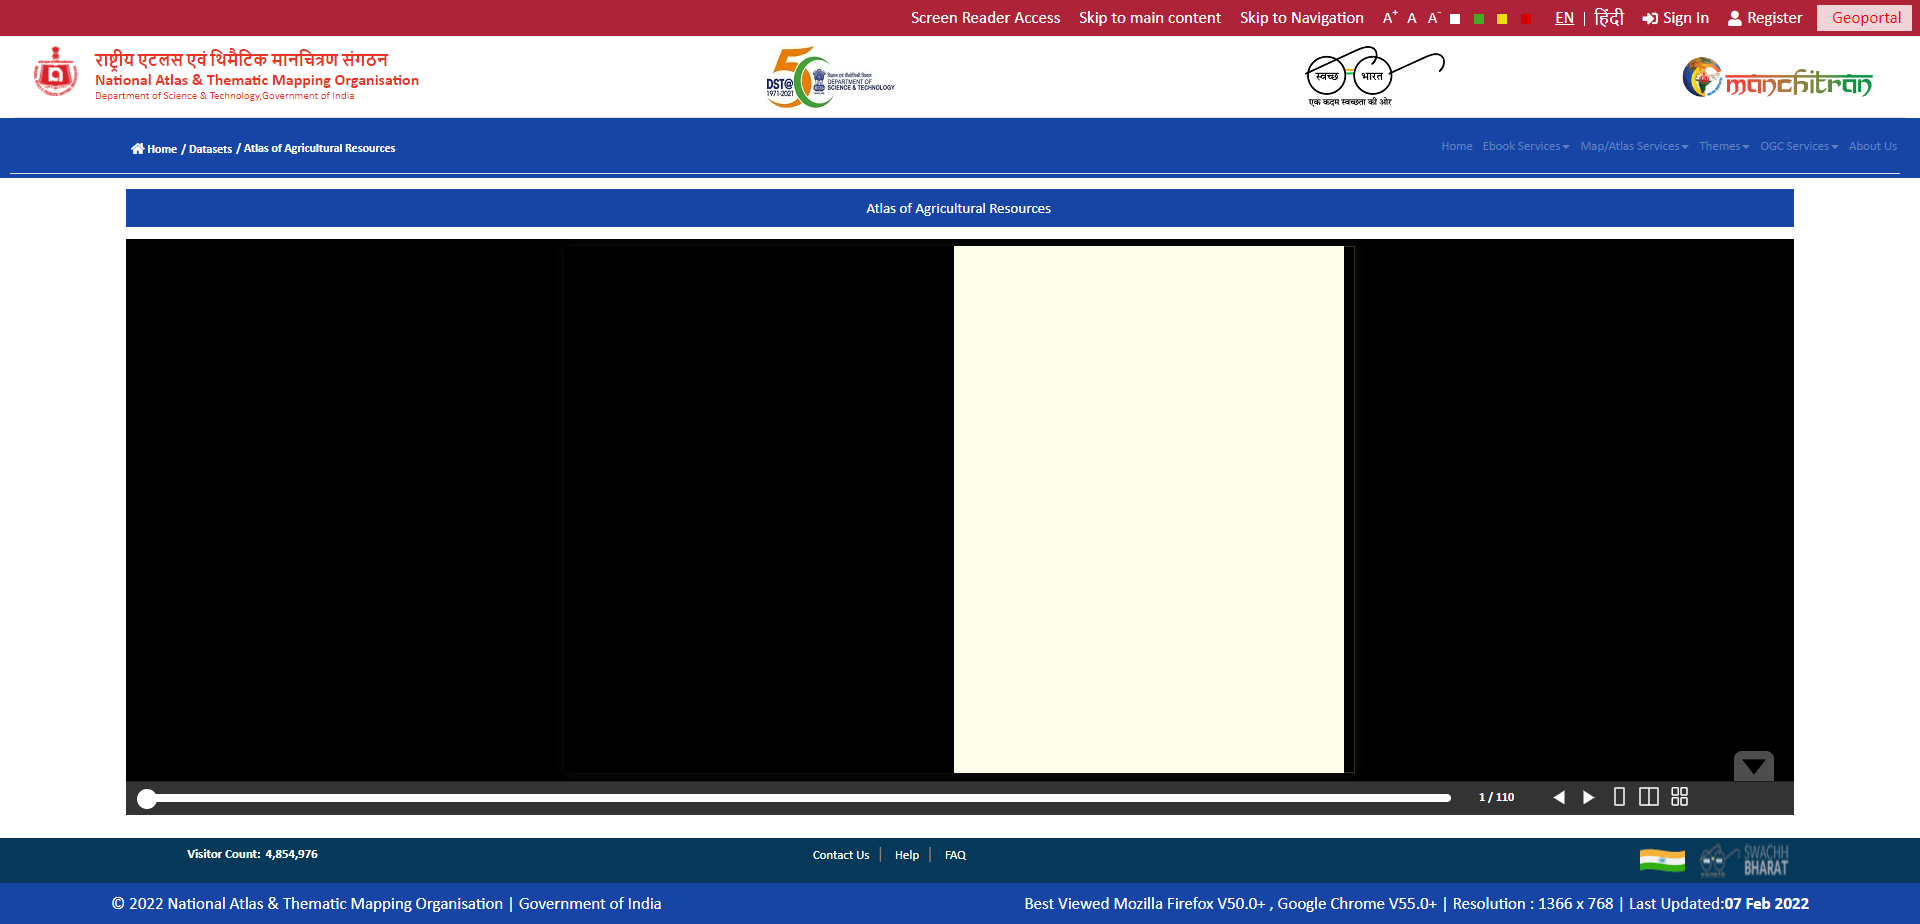 Screen Reader Access Skip to main content Skip to Navigation A+ A A- EN | हिंदी Sign In Register Geoportal
राष्ट्रीय एटलस एवं थिमैटिक मानचित्रण संगठन
National Atlas & Thematic Mapping Organisation
Department of Science & Technology,Government of India
DST@50
1971-2021
विज्ञान एवं प्रौद्योगिकी विभाग
DEPARTMENT OF
SCIENCE & TECHNOLOGY
स्वच्छ भारत
एक कदम स्वच्छता की ओर
manchitran
Home / Datasets / Atlas of Agricultural Resources
Home Ebook Services Map/Atlas Services Themes OGC Services About Us
Atlas of Agricultural Resources
1 / 110
Visitor Count: 4,854,976
Contact Us | Help | FAQ
SWACHH
BHARAT
© 2022 National Atlas & Thematic Mapping Organisation | Government of India
Best Viewed Mozilla Firefox V50.0+ , Google Chrome V55.0+ | Resolution : 1366 x 768 | Last Updated:07 Feb 2022